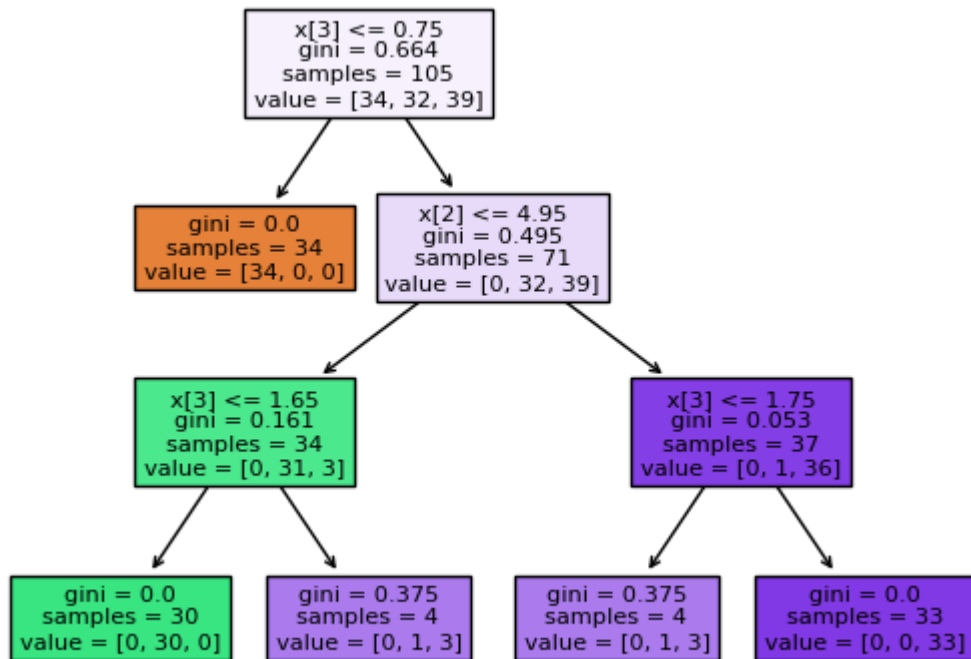 x[3] <= 0.75
gini = 0.664
samples = 105
value = [34, 32, 39]
gini = 0.0
samples = 34
value = [34, 0, 0]
x[2] <= 4.95
gini = 0.495
samples = 71
value = [0, 32, 39]
x[3] <= 1.65
gini = 0.161
samples = 34
value = [0, 31, 3]
x[3] <= 1.75
gini = 0.053
samples = 37
value = [0, 1, 36]
gini = 0.0
samples = 30
value = [0, 30, 0]
gini = 0.375
samples = 4
value = [0, 1, 3]
gini = 0.375
samples = 4
value = [0, 1, 3]
gini = 0.0
samples = 33
value = [0, 0, 33]